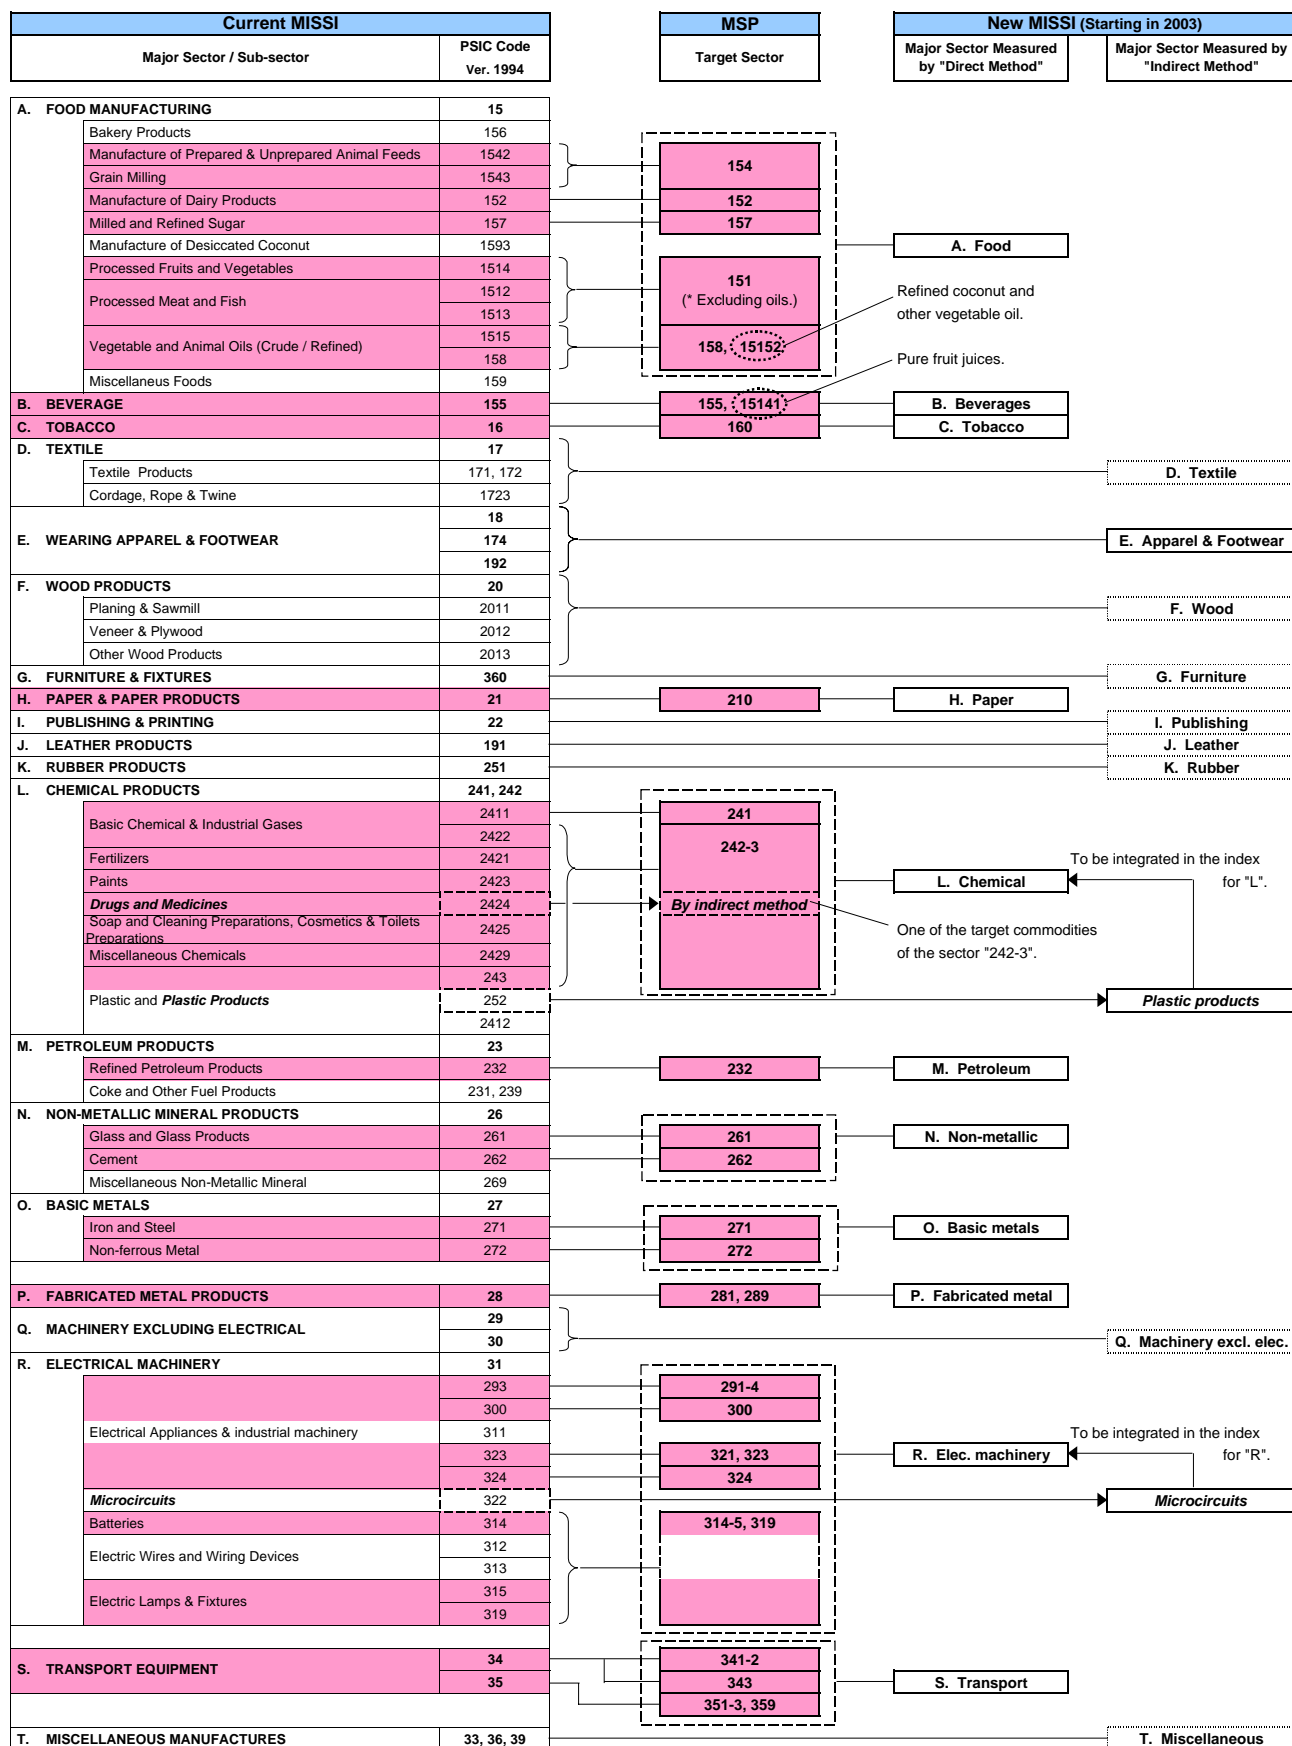 Current MISSI
MSP
New MISSI (Starting in 2003)
Major Sector / Sub-sector
PSIC Code
Ver. 1994
Target Sector
Major Sector Measured
by "Direct Method"
Major Sector Measured by
"Indirect Method"
A. FOOD MANUFACTURING 15
Bakery Products 156
Manufacture of Prepared & Unprepared Animal Feeds 1542
154
Grain Milling 1543
Manufacture of Dairy Products 152 152
Milled and Refined Sugar 157 157
Manufacture of Desiccated Coconut 1593 A. Food
Processed Fruits and Vegetables 1514
151
(* Excluding oils.)
Processed Meat and Fish 1512
1513
Refined coconut and
other vegetable oil.
Vegetable and Animal Oils (Crude / Refined) 1515
158
158, 15152,
Pure fruit juices.
Miscellaneus Foods 159
B. BEVERAGE 155 155, 15141 B. Beverages
C. TOBACCO 16 160 C. Tobacco
D. TEXTILE 17
Textile Products 171, 172 D. Textile
Cordage, Rope & Twine 1723
E. WEARING APPAREL & FOOTWEAR 18
174
192
E. Apparel & Footwear
F. WOOD PRODUCTS 20
Planing & Sawmill 2011 F. Wood
Veneer & Plywood 2012
Other Wood Products 2013
G. FURNITURE & FIXTURES 360 G. Furniture
H. PAPER & PAPER PRODUCTS 21 210 H. Paper
I. PUBLISHING & PRINTING 22 I. Publishing
J. LEATHER PRODUCTS 191 J. Leather
K. RUBBER PRODUCTS 251 K. Rubber
L. CHEMICAL PRODUCTS 241, 242
Basic Chemical & Industrial Gases 2411
2422
241
242-3
Fertilizers 2421
To be integrated in the index
for "L".
Paints 2423 L. Chemical
Drugs and Medicines 2424 By indirect method
Soap and Cleaning Preparations, Cosmetics & Toilets
Preparations
2425
One of the target commodities
of the sector "242-3".
Miscellaneous Chemicals 2429
243
Plastic and Plastic Products 252 Plastic products
2412
M. PETROLEUM PRODUCTS 23
Refined Petroleum Products 232 232 M. Petroleum
Coke and Other Fuel Products 231, 239
N. NON-METALLIC MINERAL PRODUCTS 26
Glass and Glass Products 261 261 N. Non-metallic
Cement 262 262
Miscellaneous Non-Metallic Mineral 269
O. BASIC METALS 27
Iron and Steel 271 271 O. Basic metals
Non-ferrous Metal 272 272
P. FABRICATED METAL PRODUCTS 28 281, 289 P. Fabricated metal
Q. MACHINERY EXCLUDING ELECTRICAL 29
30
Q. Machinery excl. elec.
R. ELECTRICAL MACHINERY 31
293 291-4
300 300
Electrical Appliances & industrial machinery 311
To be integrated in the index
for "R".
323 321, 323 R. Elec. machinery
324 324
Microcircuits 322 Microcircuits
Batteries 314 314-5, 319
Electric Wires and Wiring Devices 312
313
Electric Lamps & Fixtures 315
319
S. TRANSPORT EQUIPMENT 34
35
341-2
343
351-3, 359
S. Transport
T. MISCELLANEOUS MANUFACTURES 33, 36, 39 T. Miscellaneous